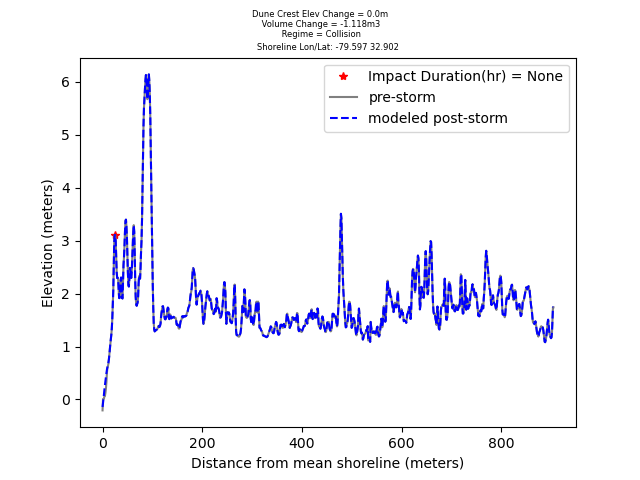 Dune Crest Elev Change = 0.0m
Volume Change = -1.118m3
Regime = Collision
Shoreline Lon/Lat: -79.597 32.902
Impact Duration(hr) = None
pre-storm
modeled post-storm
Elevation (meters)
6
5
4
3
2
1
0
0 200 400 600 800
Distance from mean shoreline (meters)